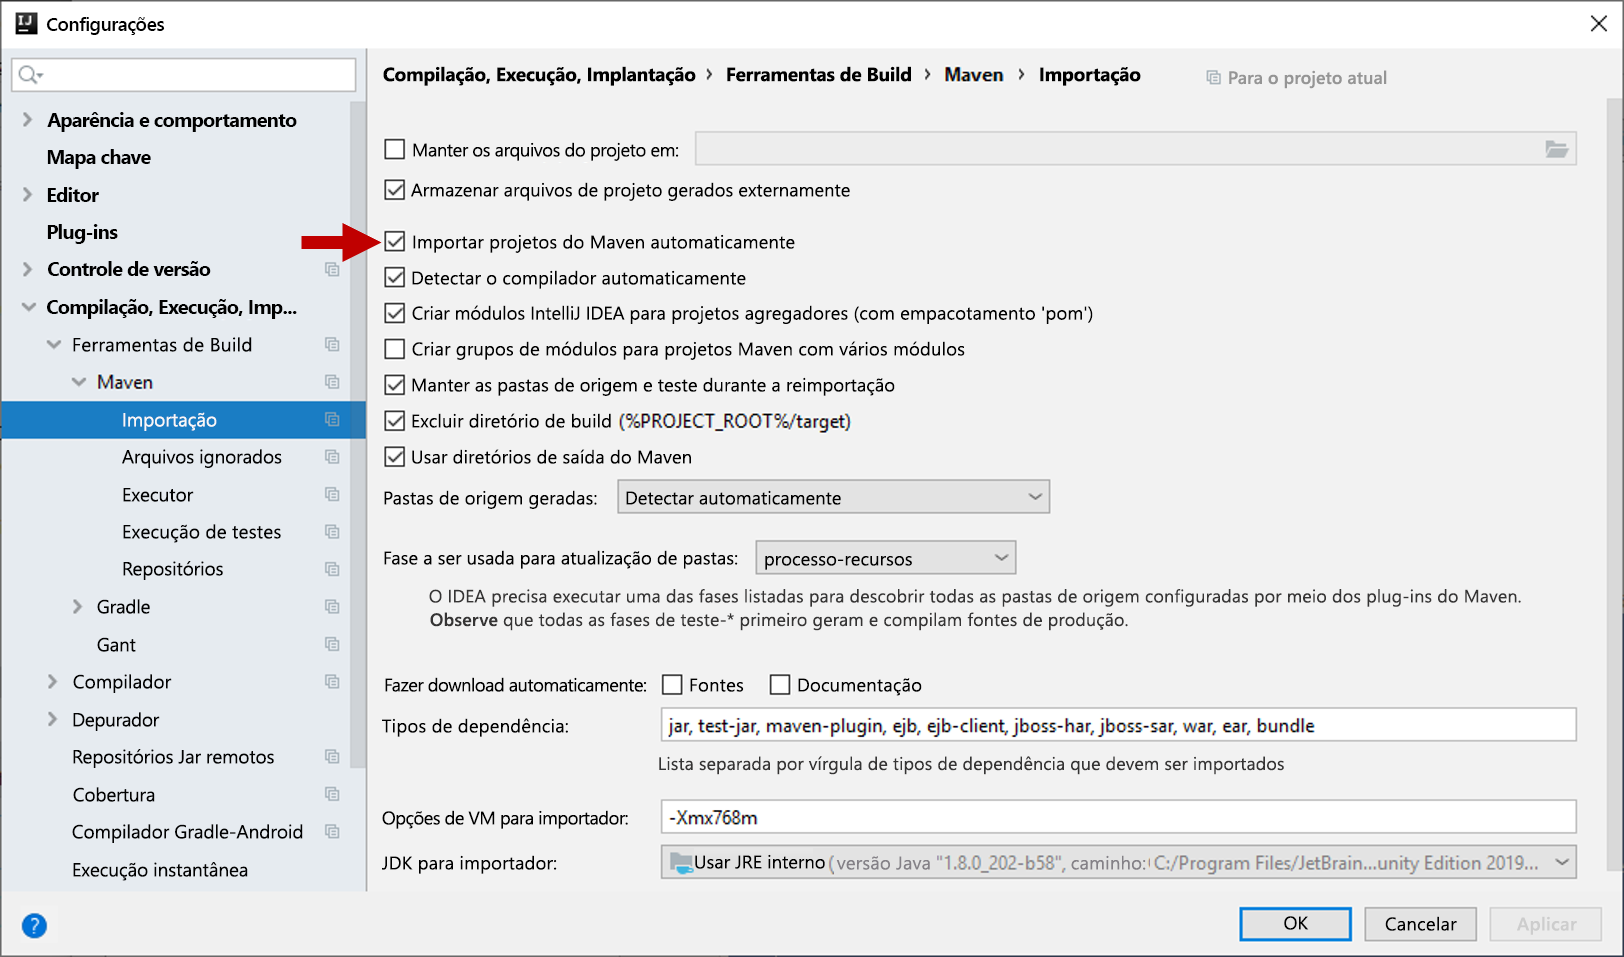 IJ
Configurações
Aparência e comportamento
Mapa chave
Editor
Plug-ins
Controle de versão
Compilação, Execução, Imp...
Ferramentas de Build
Maven
Importação
Arquivos ignorados
Executor
Execução de testes
Repositórios
Gradle
Gant
Compilador
Depurador
Repositórios Jar remotos
Cobertura
Compilador Gradle-Android
Execução instantânea
Compilação, Execução, Implantação › Ferramentas de Build › Maven › Importação
Para o projeto atual
Manter os arquivos do projeto em:
Armazenar arquivos de projeto gerados externamente
Importar projetos do Maven automaticamente
Detectar o compilador automaticamente
Criar módulos IntelliJ IDEA para projetos agregadores (com empacotamento 'pom')
Criar grupos de módulos para projetos Maven com vários módulos
Manter as pastas de origem e teste durante a reimportação
Excluir diretório de build (%PROJECT_ROOT%/target)
Usar diretórios de saída do Maven
Pastas de origem geradas: Detectar automaticamente
Fase a ser usada para atualização de pastas: processo-recursos
O IDEA precisa executar uma das fases listadas para descobrir todas as pastas de origem configuradas por meio dos plug-ins do Maven.
Observe que todas as fases de teste-* primeiro geram e compilam fontes de produção.
Fazer download automaticamente: Fontes Documentação
Tipos de dependência: jar, test-jar, maven-plugin, ejb, ejb-client, jboss-har, jboss-sar, war, ear, bundle
Lista separada por vírgula de tipos de dependência que devem ser importados
Opções de VM para importador: -Xmx768m
JDK para importador: Usar JRE interno (versão Java "1.8.0_202-b58", caminho: C:/Program Files/JetBrain...unity Edition 2019...
?
OK
Cancelar
Aplicar